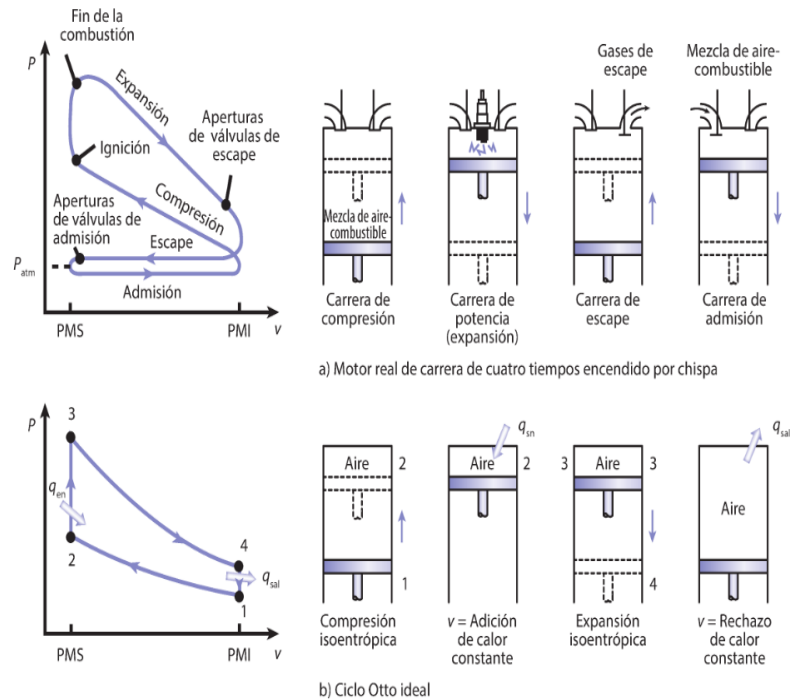 Fin de la
combustión
P
Expansión
Aperturas
de válvulas de
escape
Ignición
Aperturas
de válvulas de
admisión
Compresión
Escape
P atm
Admisión
PMS
PMI
v
Gases de
escape
Mezcla de aire-
combustible
Mezcla de aire-
combustible
Carrera de
compresión
Carrera de
potencia
(expansión)
Carrera de
escape
Carrera de
admisión
a) Motor real de carrera de cuatro tiempos encendido por chispa
P
3
q en
2
4
q sal
1
PMS
PMI
v
Aire
2
1
Compresión
isoentrópica
q sn
Aire
2
v = Adición
de calor
constante
3
Aire
3
4
Expansión
isoentrópica
q sal
Aire
v = Rechazo
de calor
constante
b) Ciclo Otto ideal